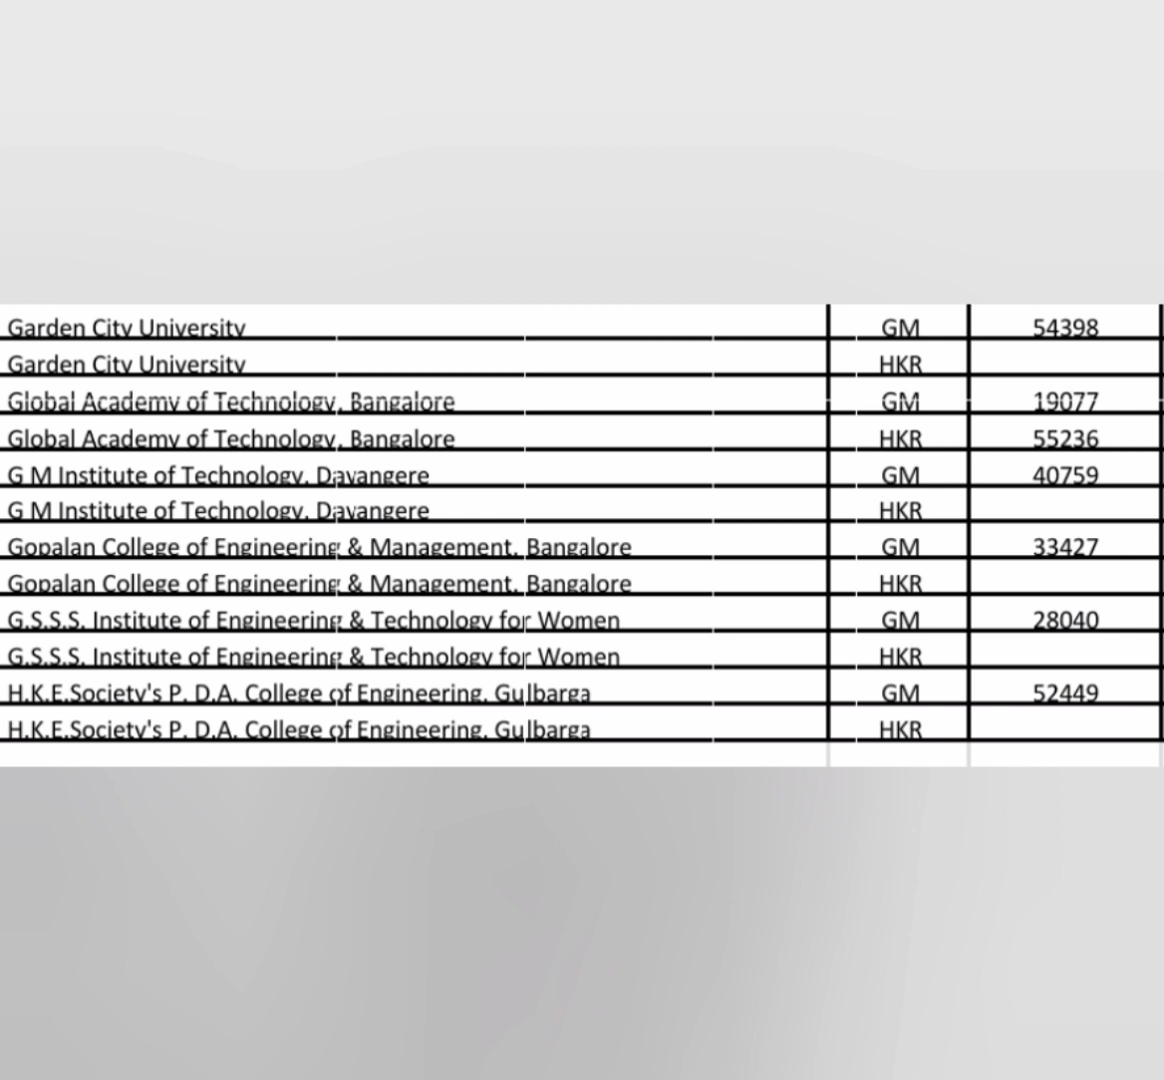 Garden City University GM 54398
Garden City University HKR
Global Academy of Technology, Bangalore GM 19077
Global Academy of Technology, Bangalore HKR 55236
G M Institute of Technology, Davangere GM 40759
G M Institute of Technology, Davangere HKR
Gopalan College of Engineering & Management, Bangalore GM 33427
Gopalan College of Engineering & Management, Bangalore HKR
G.S.S.S. Institute of Engineering & Technology for Women GM 28040
G.S.S.S. Institute of Engineering & Technology for Women HKR
H.K.E.Society's P. D.A. College of Engineering, Gulbarga GM 52449
H.K.E.Society's P. D.A. College of Engineering, Gulbarga HKR